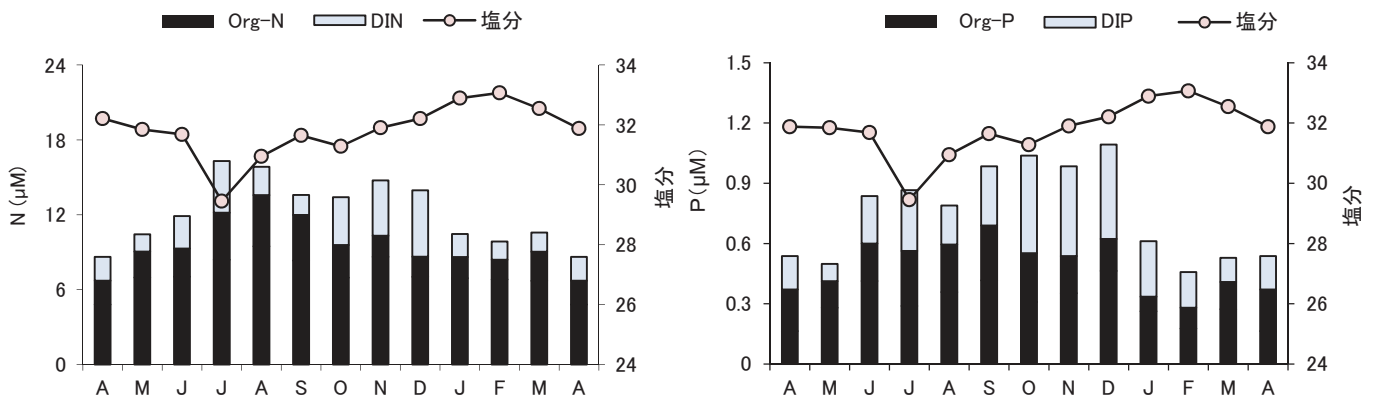 Org-N DIN 塩分
24
18
12
6
0
N (μM)
34
32
30
28
26
24
塩分
A M J J A S O N D J F M A
Org-P DIP 塩分
1.5
1.2
0.9
0.6
0.3
0
P(μM)
34
32
30
28
26
24
塩分
A M J J A S O N D J F M A